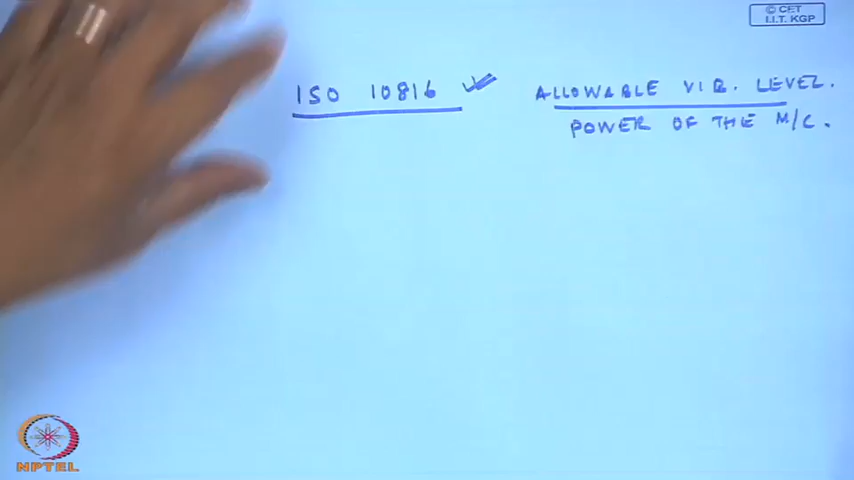 © CET
I.I.T. KGP
ISO 10816 ✓
ALLOWABLE VIB. LEVEL.
POWER OF THE M/C.
NPTEL